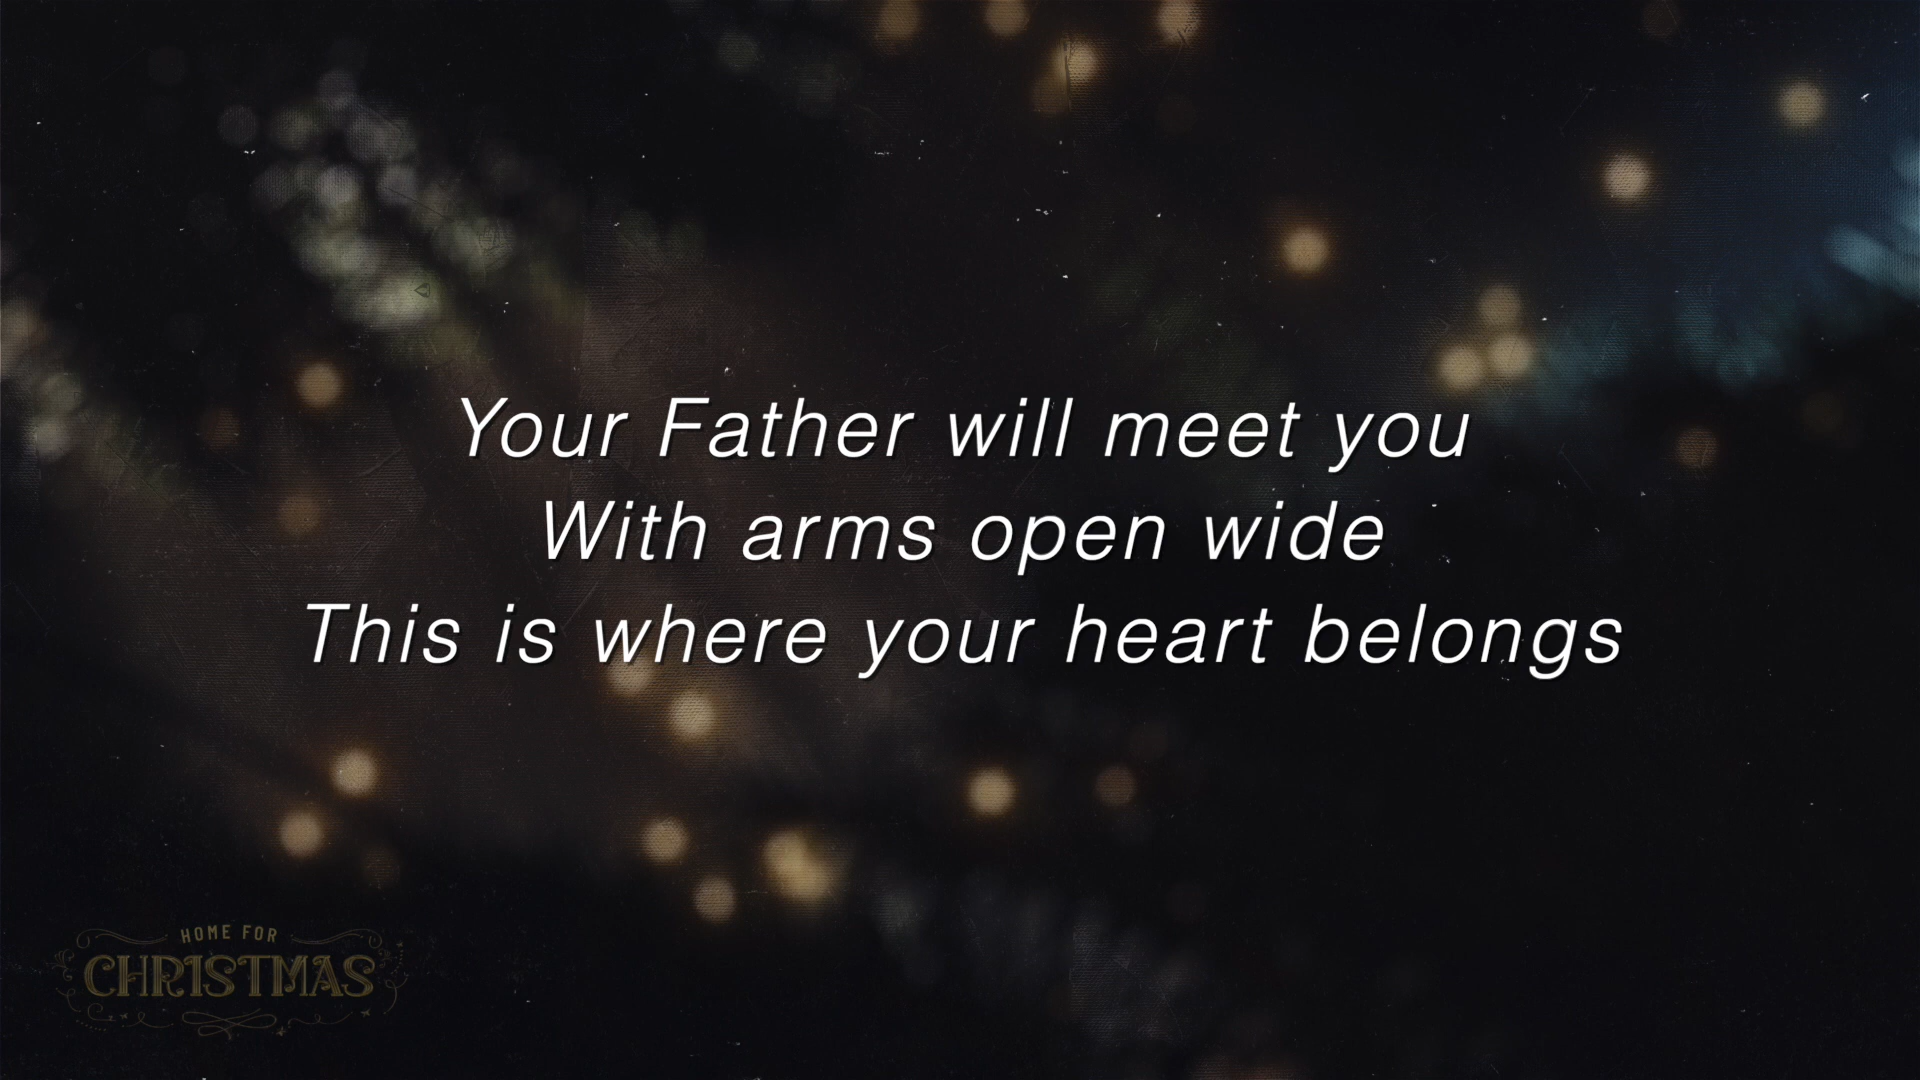 Your Father will meet you
With arms open wide
This is where your heart belongs
HOME FOR
CHRISTMAS